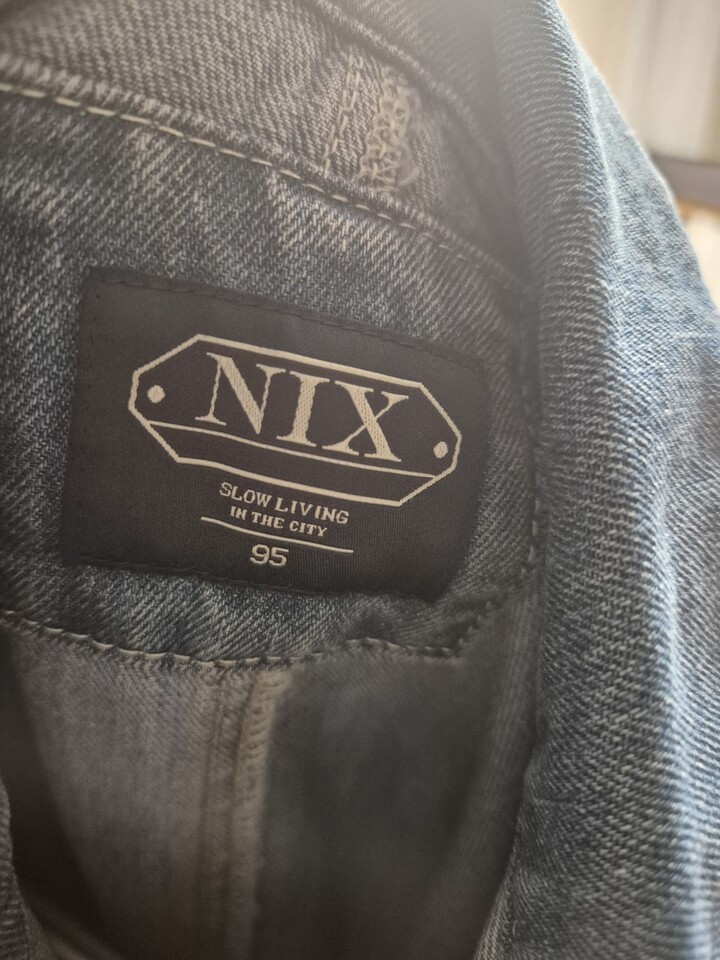 NIX
SLOW LIVING
IN THE CITY
95